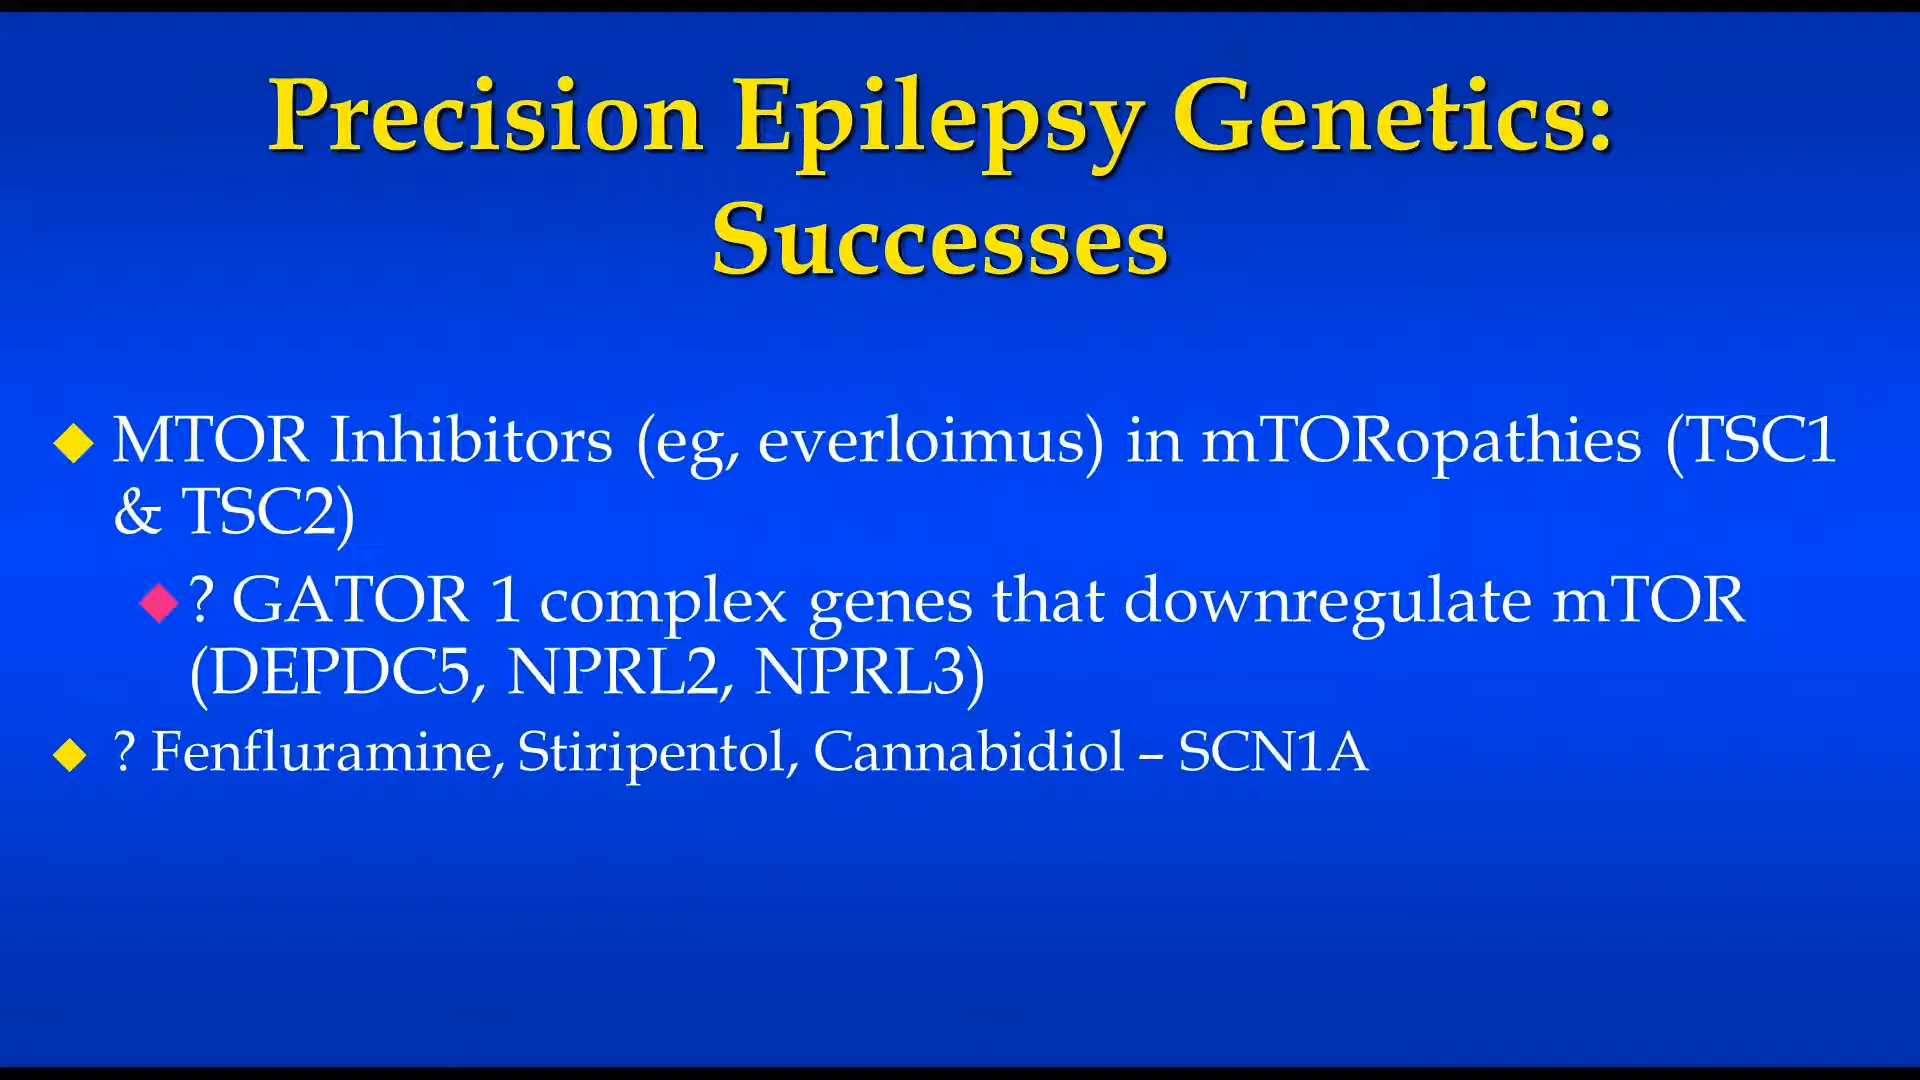 Precision Epilepsy Genetics:
Successes
MTOR Inhibitors (eg, everloimus) in mTORopathies (TSC1
& TSC2)
? GATOR 1 complex genes that downregulate mTOR
(DEPDC5, NPRL2, NPRL3)
? Fenfluramine, Stiripentol, Cannabidiol – SCN1A